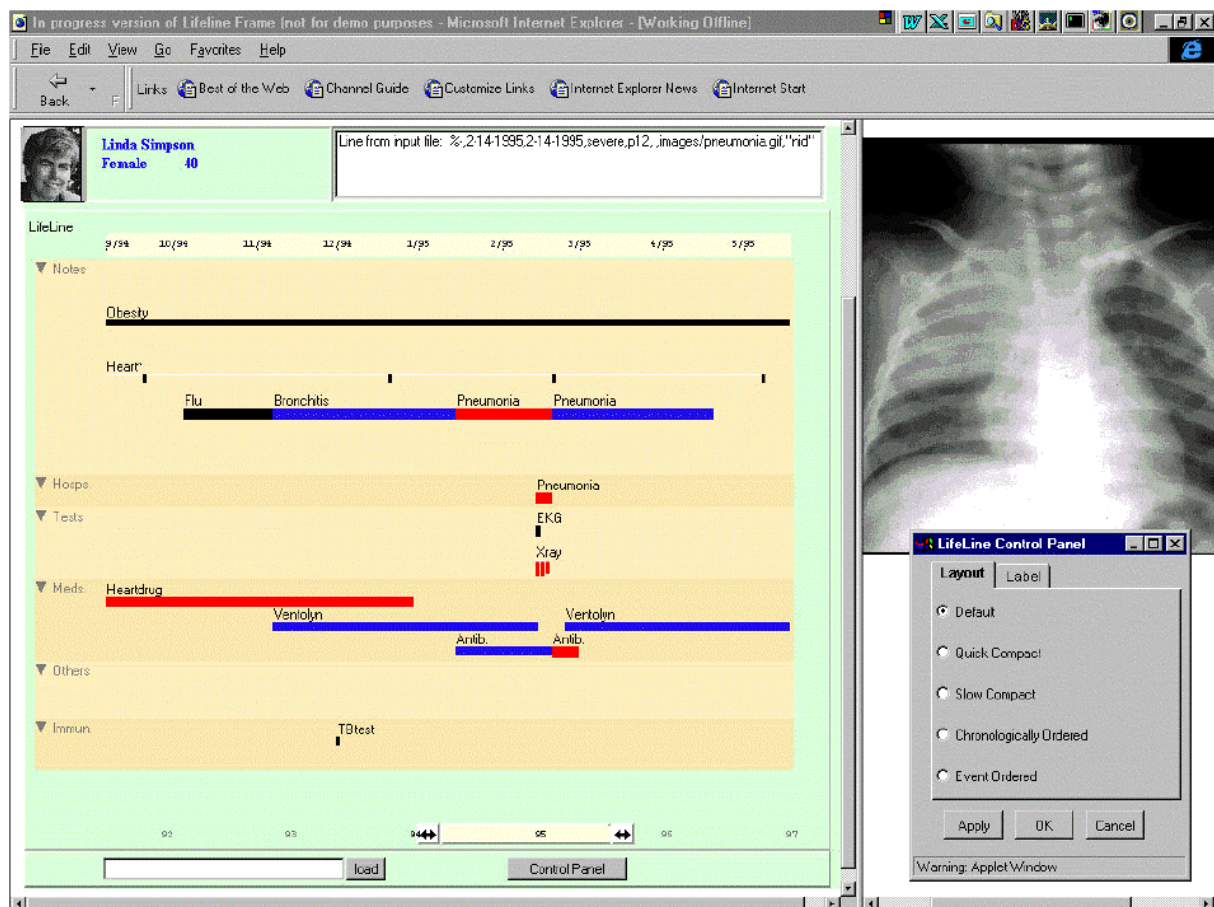 In progress version of Lifeline Frame (not for demo purposes - Microsoft Internet Explorer - [Working Offline]
File Edit View Go Favorites Help
Back F Links Best of the Web Channel Guide Customize Links Internet Explorer News Internet Start
Linda Simpson
Female 40
Line from input file: %-,2-14-1995,2-14-1995,severe,p12, ,images/pneumonia.gif,"nid"
LifeLine
9/94 10/94 11/94 12/94 1/95 2/95 3/95 4/95 5/95
Notes
Obesty
Heart*
Flu Bronchitis Pneumonia Pneumonia
Hosps. Pneumonia
Tests EKG
Xray
Meds. Heartdrug
Ventolyn Ventolyn
Antib. Antib.
Others
Immun. TBtest
92 93 94 95 96 97
load Control Panel
LifeLine Control Panel
Layout Label
Default
Quick Compact
Slow Compact
Chronologically Ordered
Event Ordered
Apply OK Cancel
Warning: Applet Window